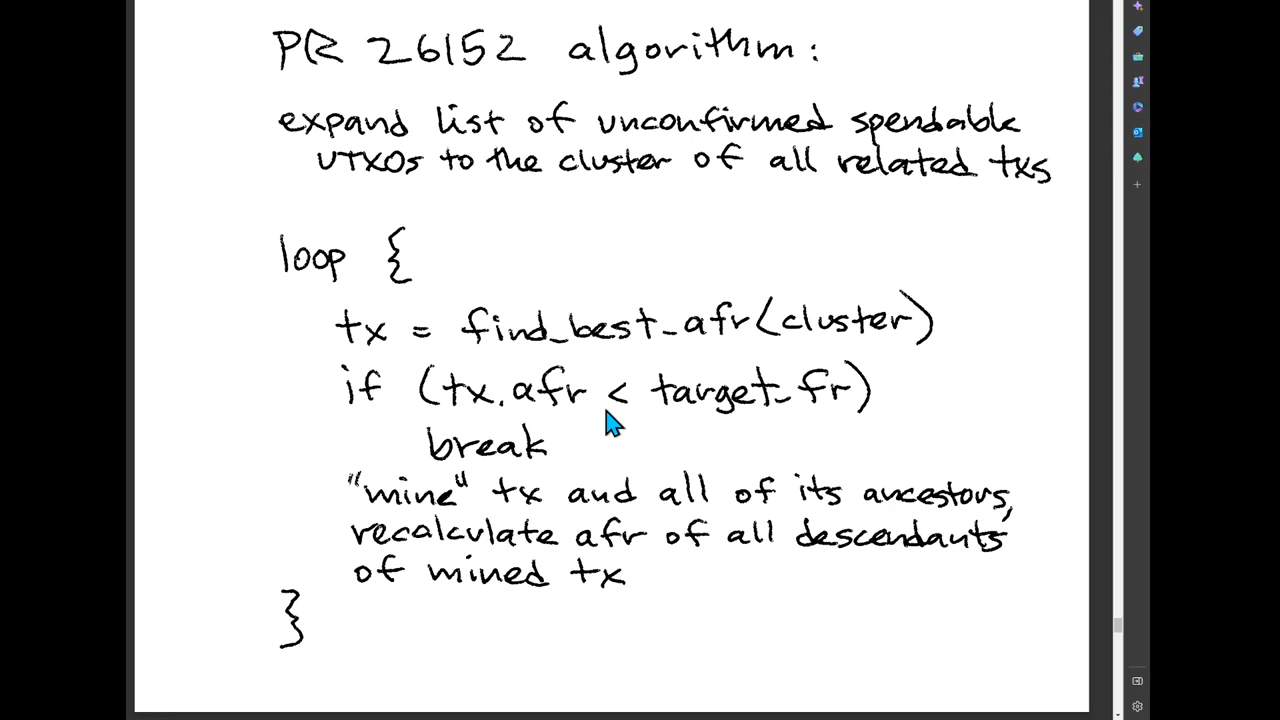 PR 26152 algorithm:
expand list of unconfirmed spendable
UTXOs to the cluster of all related txs
loop {
tx = find_best_afr(cluster)
if (tx.afr < target_fr)
break
"mine" tx and all of its ancestors,
recalculate afr of all descendants
of mined tx
}